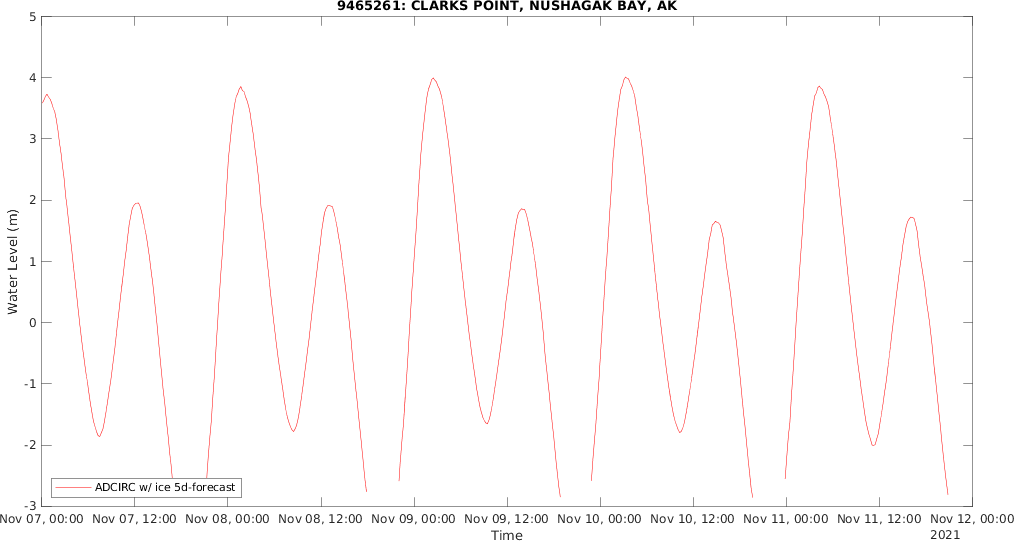 9465261: CLARKS POINT, NUSHAGAK BAY, AK
Water Level (m)
5
4
3
2
1
0
-1
-2
-3
ADCIRC w/ ice 5d-forecast
Nov 07, 00:00 Nov 07, 12:00 Nov 08, 00:00 Nov 08, 12:00 Nov 09, 00:00 Nov 09, 12:00 Nov 10, 00:00 Nov 10, 12:00 Nov 11, 00:00 Nov 11, 12:00 Nov 12, 00:00
Time
2021